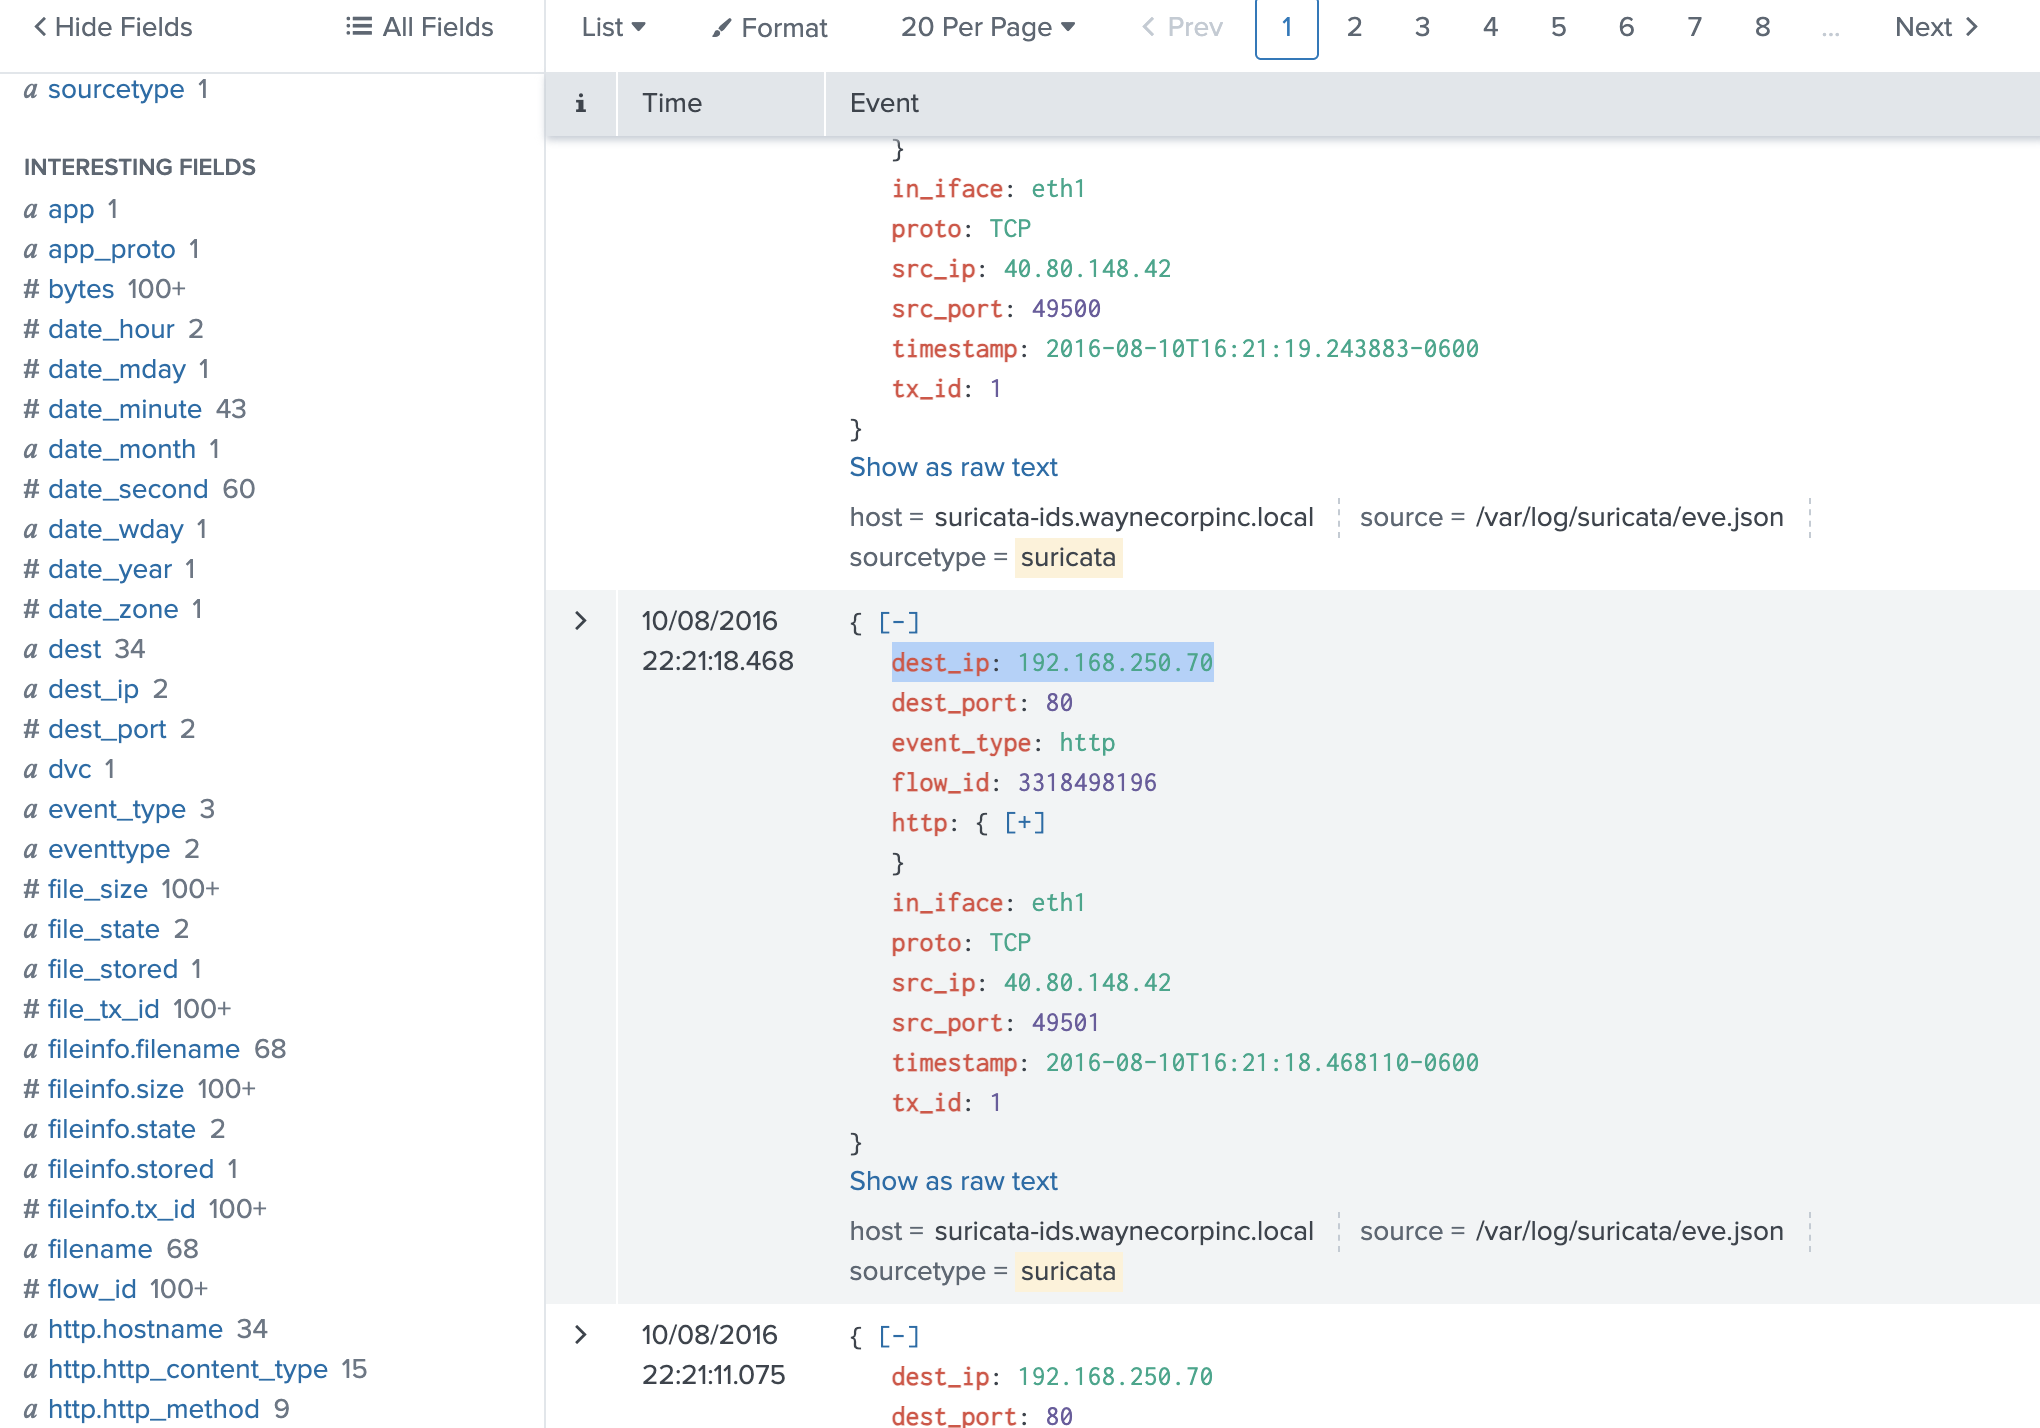 Hide Fields
All Fields
a sourcetype 1
INTERESTING FIELDS
a app 1
a app_proto 1
# bytes 100+
# date_hour 2
# date_mday 1
# date_minute 43
a date_month 1
# date_second 60
a date_wday 1
# date_year 1
# date_zone 1
a dest 34
a dest_ip 2
# dest_port 2
a dvc 1
a event_type 3
a eventtype 2
# file_size 100+
a file_state 2
a file_stored 1
# file_tx_id 100+
a fileinfo.filename 68
# fileinfo.size 100+
a fileinfo.state 2
a fileinfo.stored 1
# fileinfo.tx_id 100+
a filename 68
# flow_id 100+
a http.hostname 34
a http.http_content_type 15
a http.http_method 9
List Format 20 Per Page < Prev 1 2 3 4 5 6 7 8 ... Next >
i Time Event
}
in_iface: eth1
proto: TCP
src_ip: 40.80.148.42
src_port: 49500
timestamp: 2016-08-10T16:21:19.243883-0600
tx_id: 1
}
Show as raw text
host = suricata-ids.waynecorpinc.local source = /var/log/suricata/eve.json
sourcetype = suricata
> 10/08/2016
22:21:18.468
{ [-]
dest_ip: 192.168.250.70
dest_port: 80
event_type: http
flow_id: 3318498196
http: { [+]
}
in_iface: eth1
proto: TCP
src_ip: 40.80.148.42
src_port: 49501
timestamp: 2016-08-10T16:21:18.468110-0600
tx_id: 1
}
Show as raw text
host = suricata-ids.waynecorpinc.local source = /var/log/suricata/eve.json
sourcetype = suricata
> 10/08/2016
22:21:11.075
{ [-]
dest_ip: 192.168.250.70
dest_port: 80